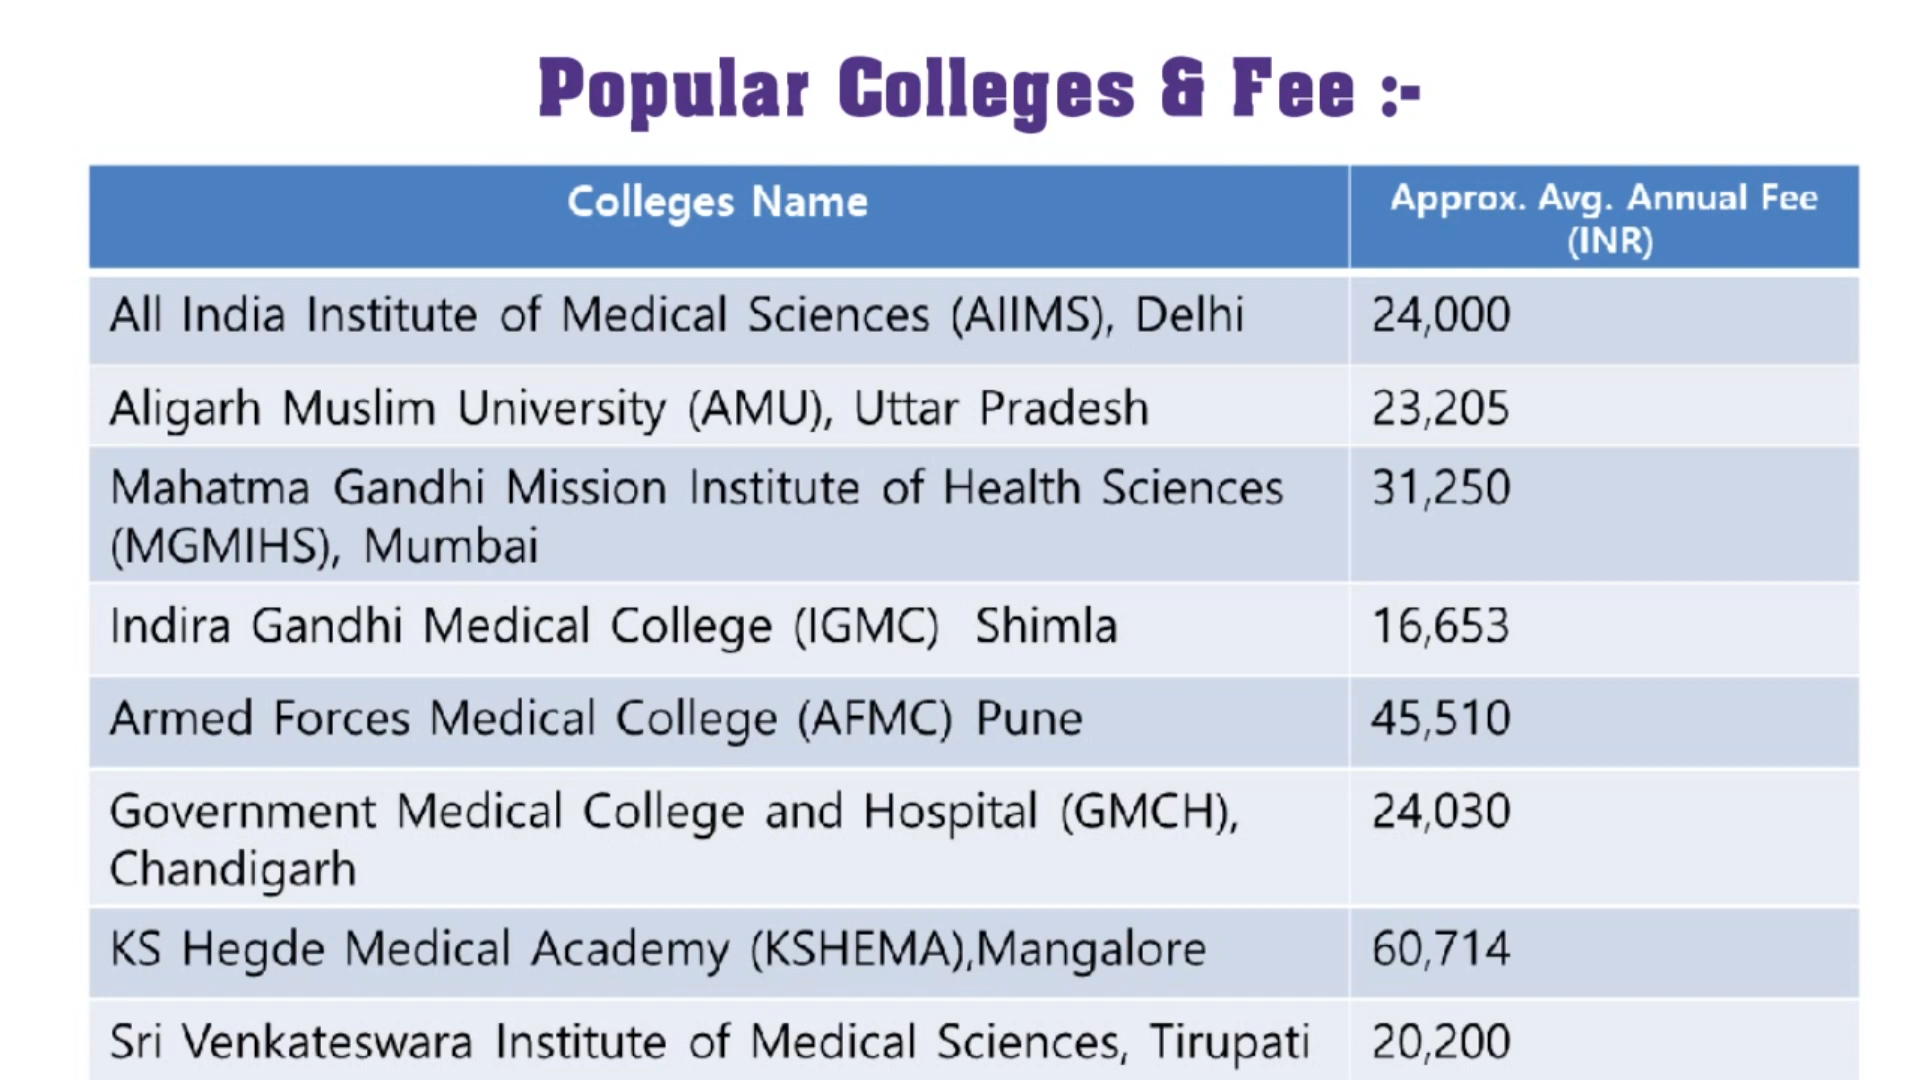 Popular Colleges & Fee :-
Colleges Name
Approx. Avg. Annual Fee
(INR)
All India Institute of Medical Sciences (AIIMS), Delhi
24,000
Aligarh Muslim University (AMU), Uttar Pradesh
23,205
Mahatma Gandhi Mission Institute of Health Sciences
(MGMIHS), Mumbai
31,250
Indira Gandhi Medical College (IGMC) Shimla
16,653
Armed Forces Medical College (AFMC) Pune
45,510
Government Medical College and Hospital (GMCH),
Chandigarh
24,030
KS Hegde Medical Academy (KSHEMA),Mangalore
60,714
Sri Venkateswara Institute of Medical Sciences, Tirupati
20,200